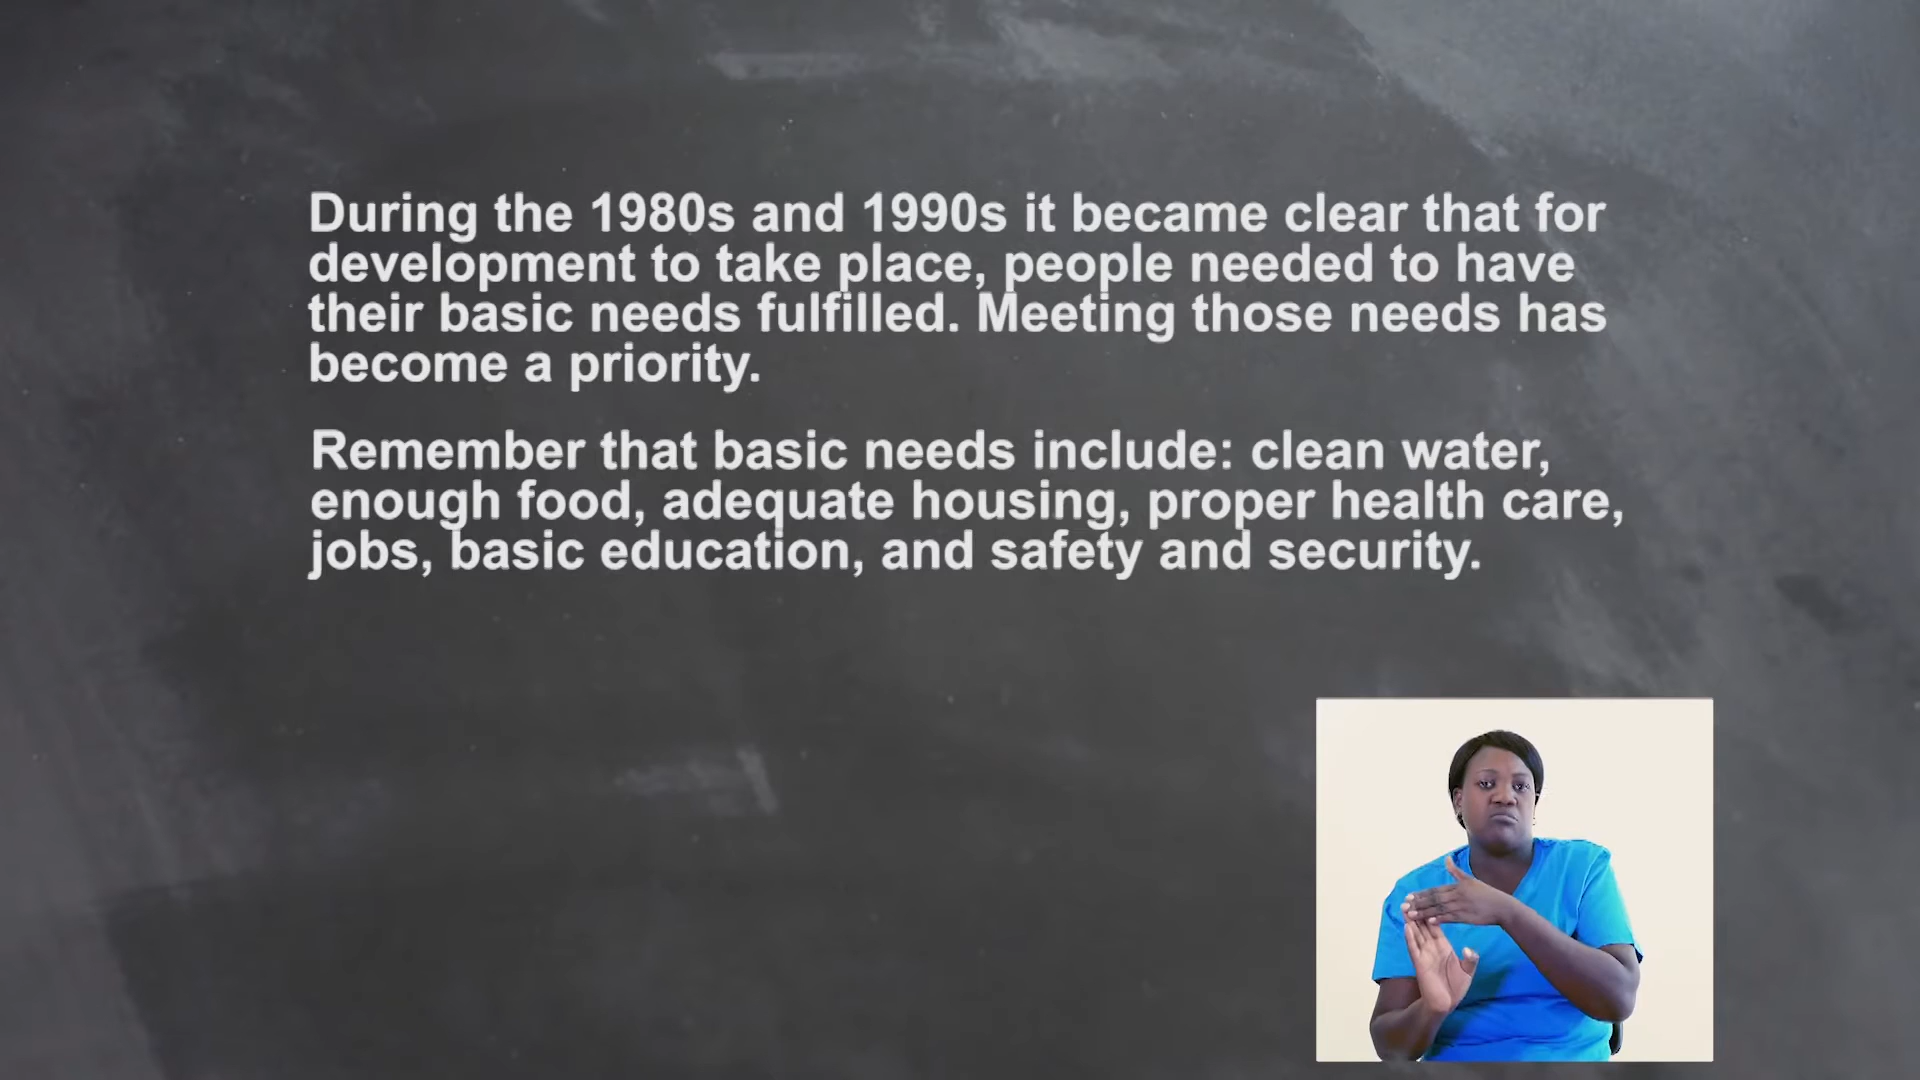 During the 1980s and 1990s it became clear that for
development to take place, people needed to have
their basic needs fulfilled. Meeting those needs has
become a priority.
Remember that basic needs include: clean water,
enough food, adequate housing, proper health care,
jobs, basic education, and safety and security.